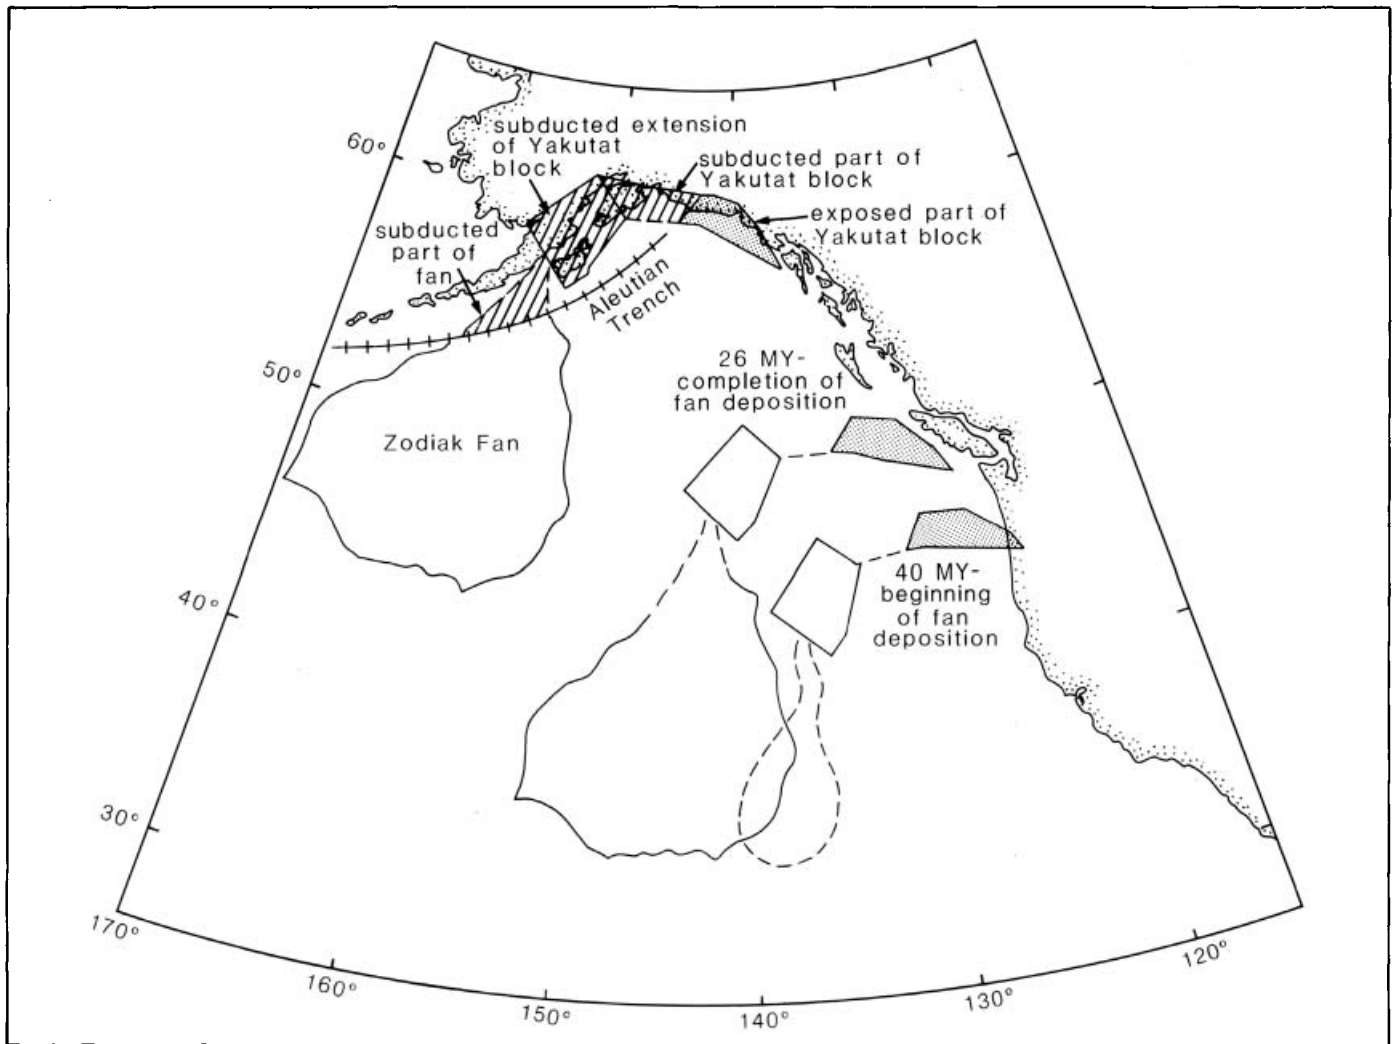 60°
subducted extension
of Yakutat
block
subducted part of
Yakutat block
exposed part of
Yakutat block
subducted
part of
fan
Aleutian
Trench
50°
26 MY-
completion of
fan deposition
Zodiak Fan
40°
40 MY-
beginning
of fan
deposition
30°
170°
160°
150°
140°
130°
120°